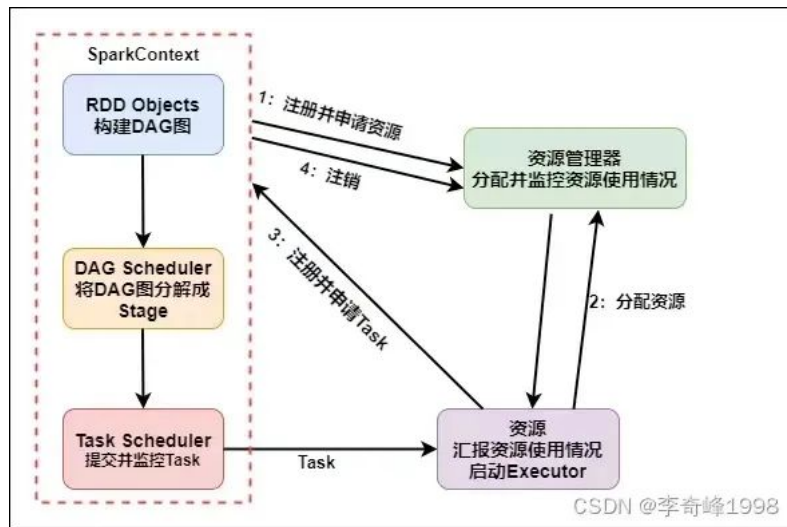 SparkContext
RDD Objects
构建DAG图
1：注册并申请资源
4：注销
资源管理器
分配并监控资源使用情况
DAG Scheduler
将DAG图分解成
Stage
3：注册并申请Task
2：分配资源
Task Scheduler
提交并监控Task
Task
资源
汇报资源使用情况
启动Executor
CSDN @李奇峰1998